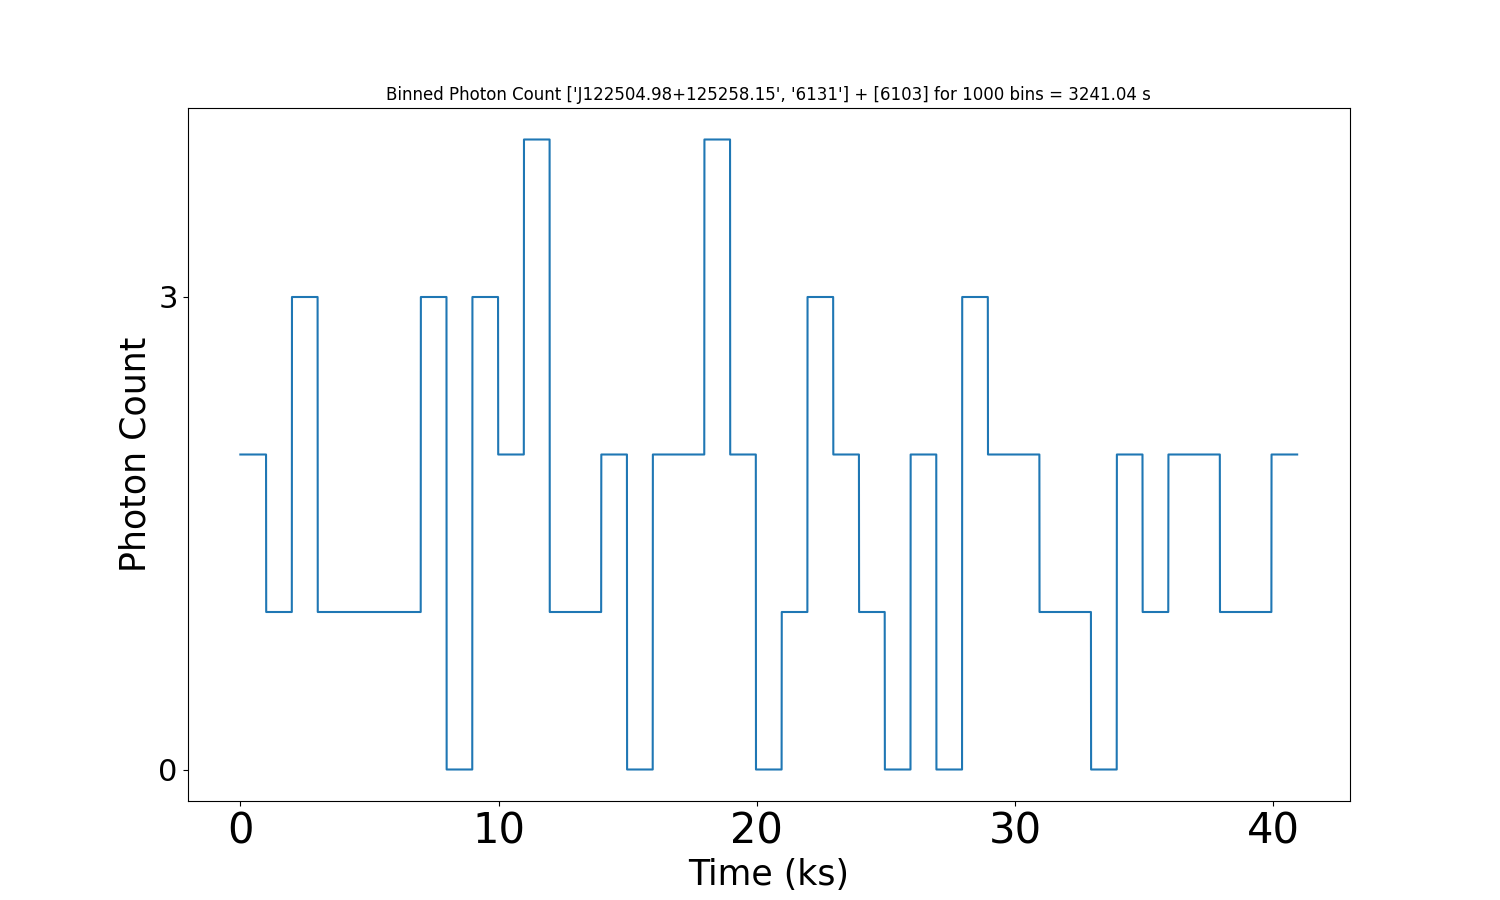 Binned Photon Count ['J122504.98+125258.15', '6131'] + [6103] for 1000 bins = 3241.04 s
Photon Count
3
0
0 10 20 30 40
Time (ks)